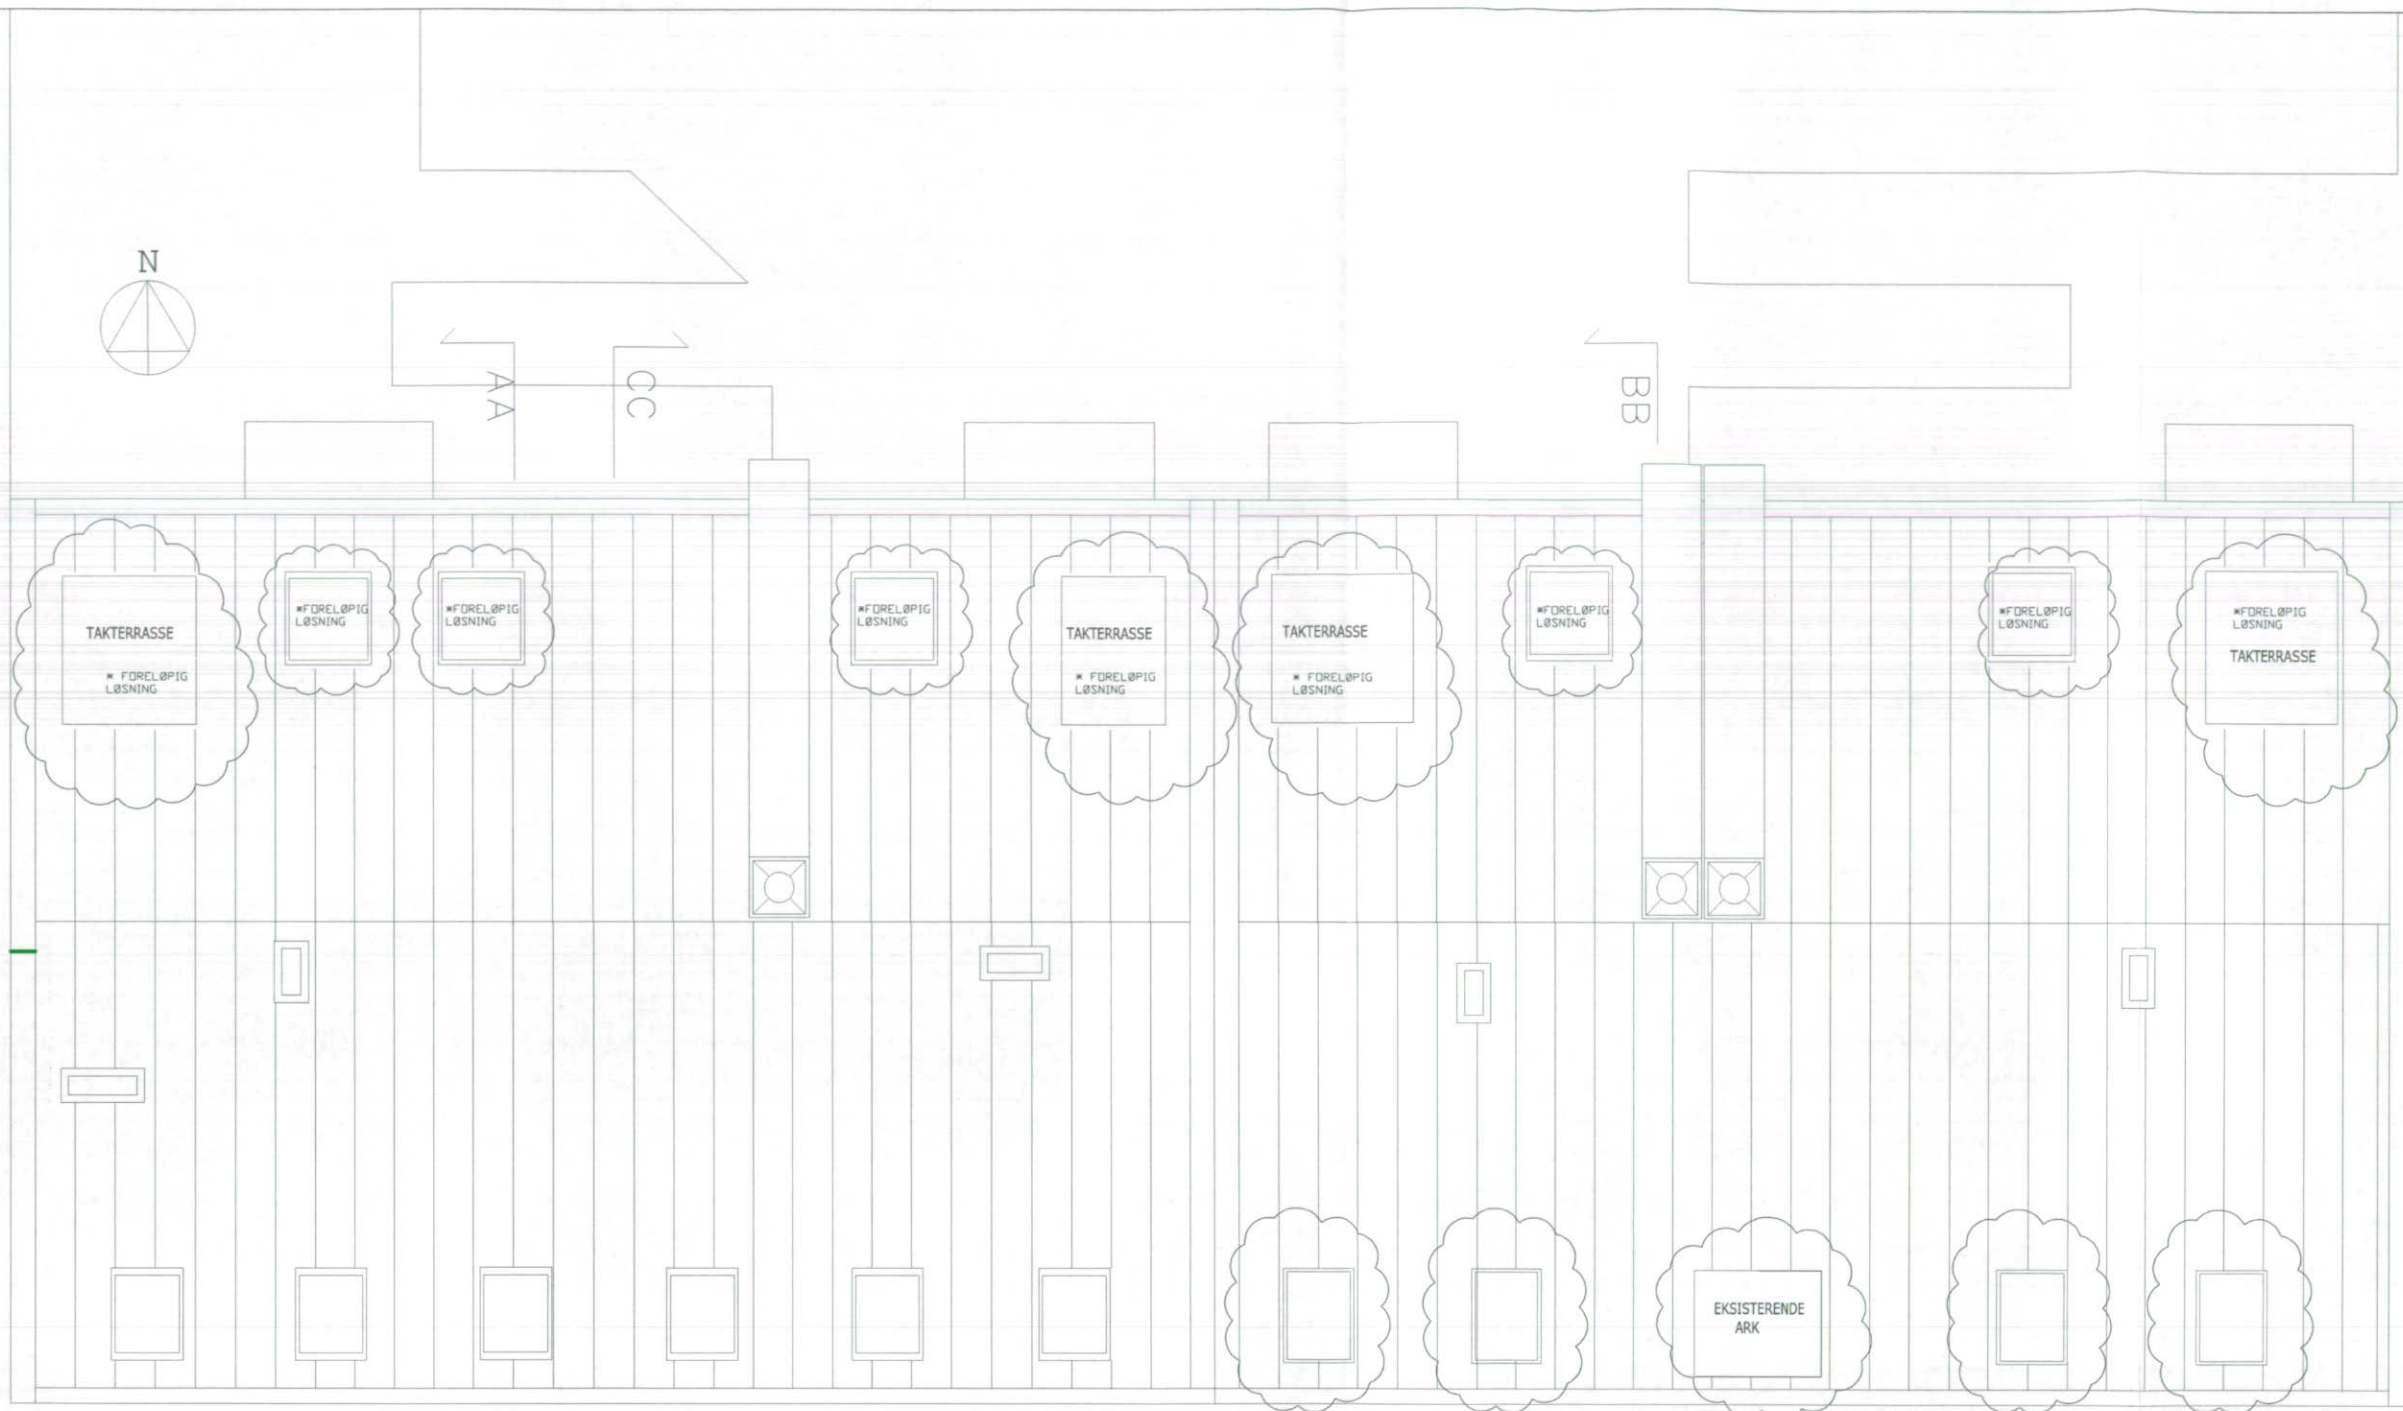 N
AA
CC
BB
TAKTERRASSE
* FORELØPIG
LØSNING
*FORELØPIG
LØSNING
*FORELØPIG
LØSNING
*FORELØPIG
LØSNING
TAKTERRASSE
* FORELØPIG
LØSNING
TAKTERRASSE
* FORELØPIG
LØSNING
*FORELØPIG
LØSNING
*FORELØPIG
LØSNING
*FORELØPIG
LØSNING
TAKTERRASSE
EKSISTERENDE
ARK